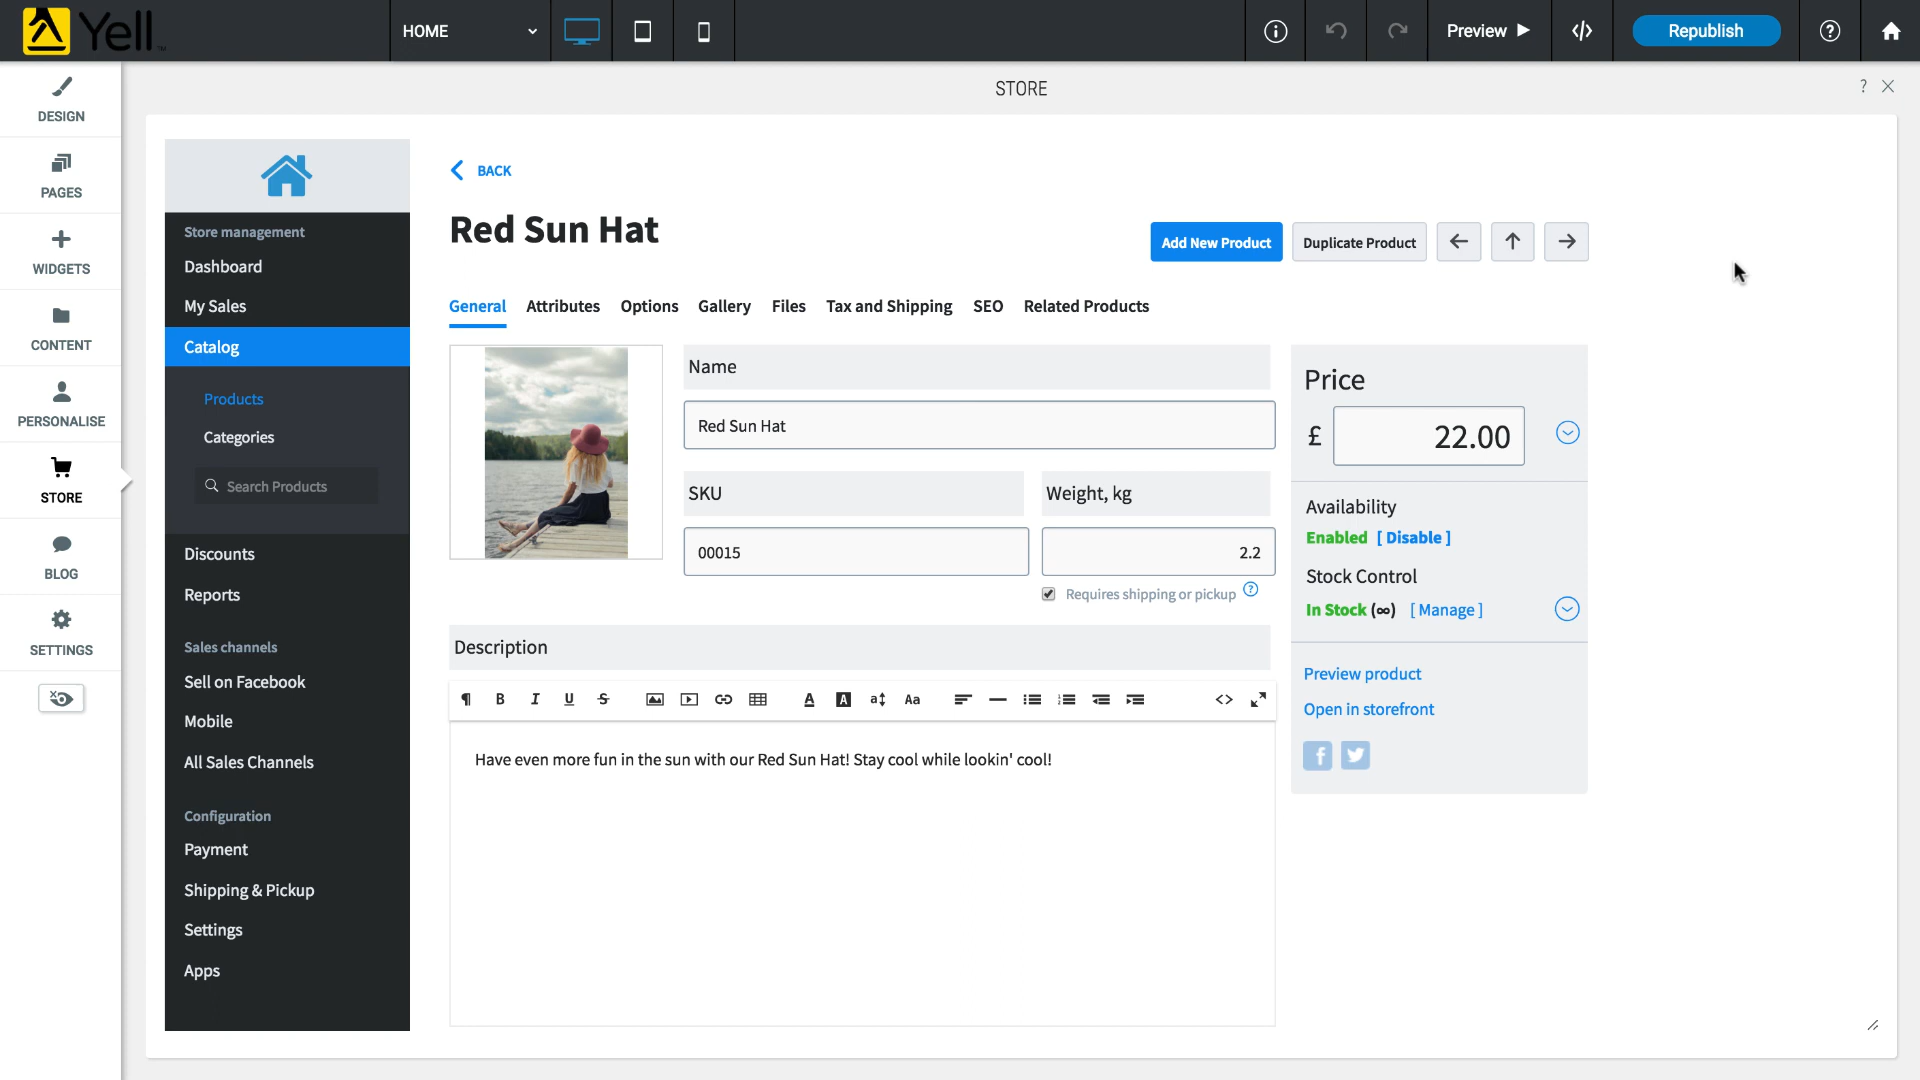 Yell™
HOME
Preview
Republish
DESIGN
PAGES
WIDGETS
CONTENT
PERSONALISE
STORE
BLOG
SETTINGS
STORE
?
Store management
Dashboard
My Sales
Catalog
Products
Categories
Search Products
Discounts
Reports
Sales channels
Sell on Facebook
Mobile
All Sales Channels
Configuration
Payment
Shipping & Pickup
Settings
Apps
BACK
Red Sun Hat
Add New Product
Duplicate Product
General Attributes Options Gallery Files Tax and Shipping SEO Related Products
Name
Red Sun Hat
SKU
Weight, kg
00015
2.2
Requires shipping or pickup ?
Description
¶ B I U S A A a Aa <>
Have even more fun in the sun with our Red Sun Hat! Stay cool while lookin' cool!
Price
£ 22.00
Availability
Enabled [ Disable ]
Stock Control
In Stock (∞) [ Manage ]
Preview product
Open in storefront